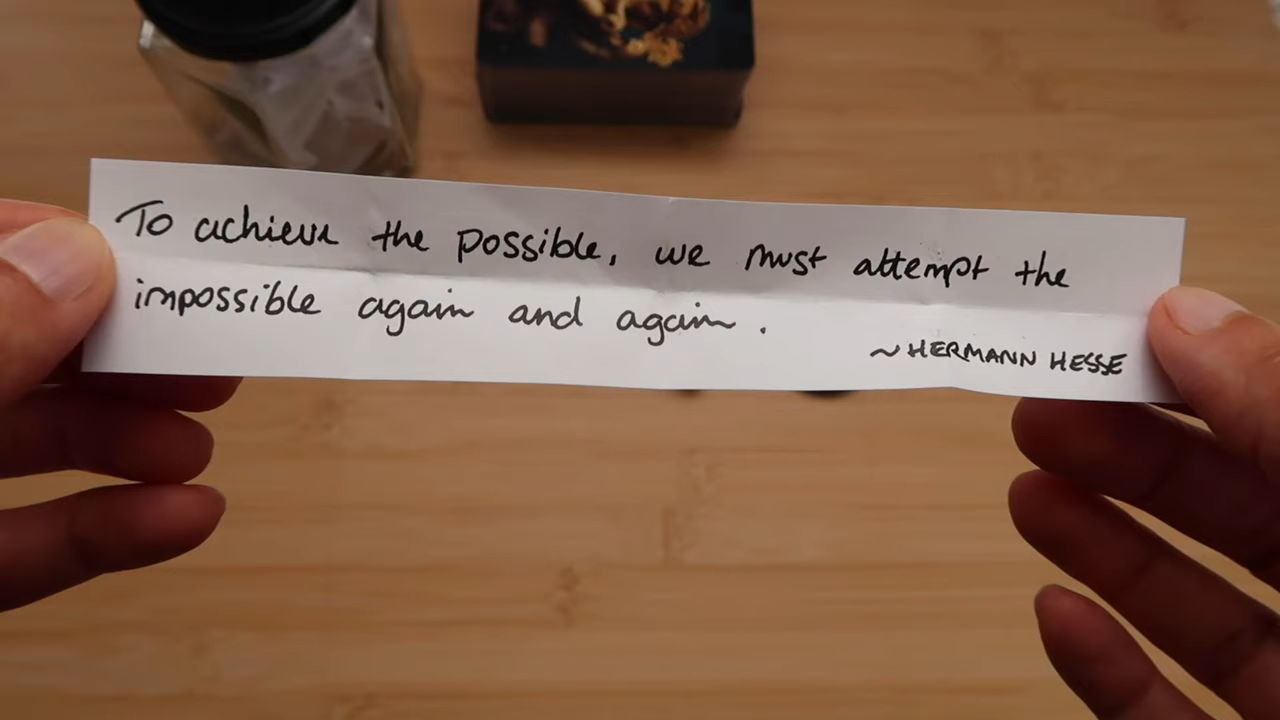 To achieve the possible, we must attempt the
impossible again and again.
~HERMANN HESSE